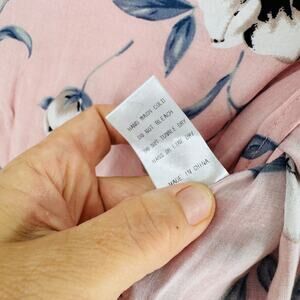 HAND WASH COLD
DO NOT BLEACH
DO NOT TUMBLE DRY
HANG OR LINE DRY
MADE IN CHINA